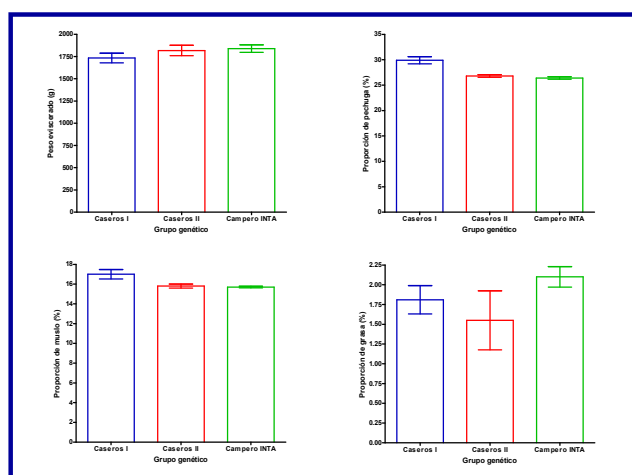 Peso eviscerado (g)
2000
1750
1500
1250
1000
750
500
250
0
Caseros I
Caseros II
Campero INTA
Grupo genético
Proporción de pechuga (%)
35
30
25
20
15
10
5
0
Caseros I
Caseros II
Campero INTA
Grupo genético
Proporción de muslo (%)
18
16
14
12
10
8
6
4
2
0
Caseros I
Caseros II
Campero INTA
Grupo genético
Proporción de grasa (%)
2.25
2.00
1.75
1.50
1.25
1.00
0.75
0.50
0.25
0.00
Caseros I
Caseros II
Campero INTA
Grupo genético